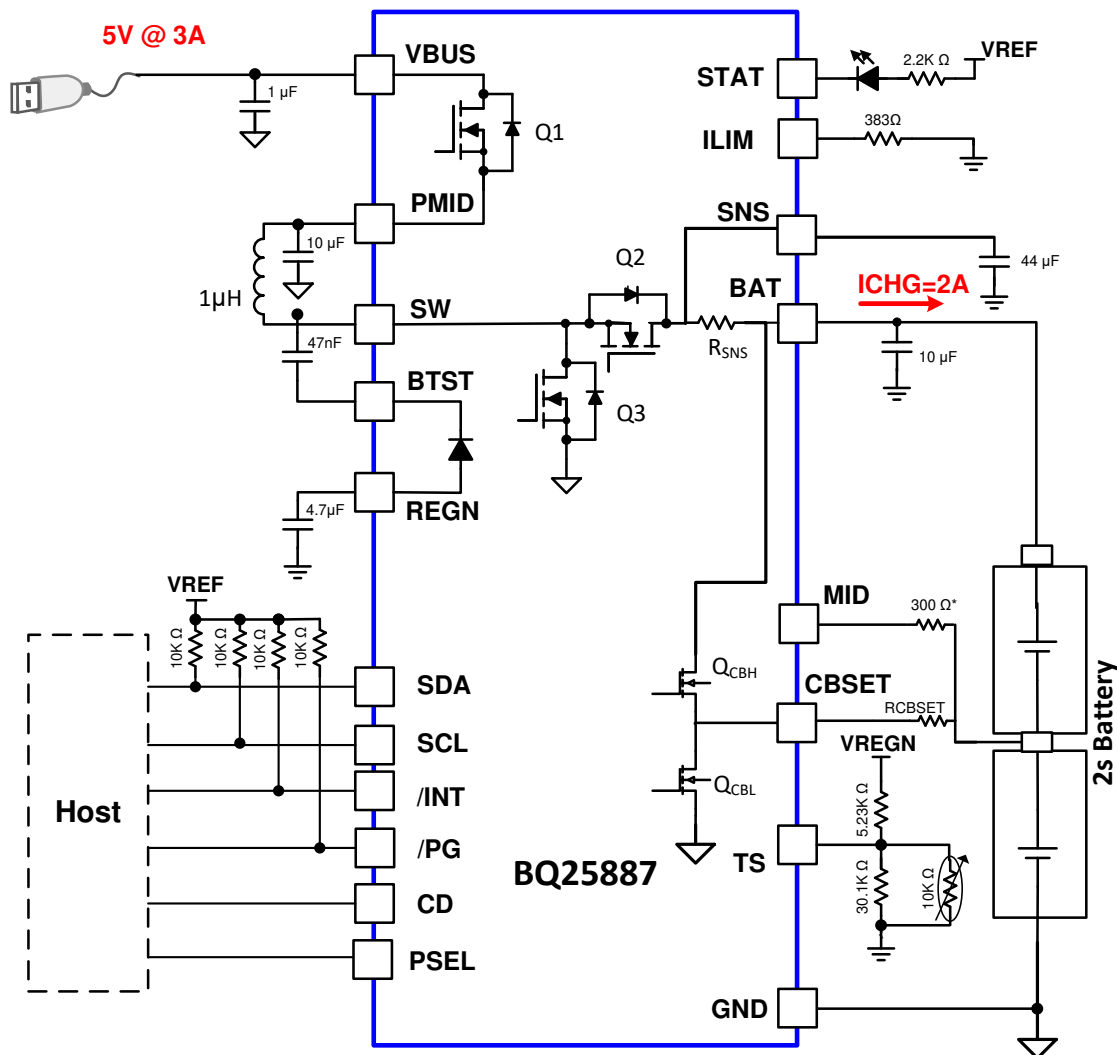 5V @ 3A
VBUS
1 µF
Q1
PMID
10 µF
1µH
SW
47nF
BTST
REGN
4.7µF
STAT
2.2K Ω
VREF
ILIM
383Ω
SNS
44 µF
Q2
BAT
ICHG=2A
RSNS
10 µF
Q3
VREF
10K Ω
10K Ω
10K Ω
10K Ω
Host
SDA
SCL
/INT
/PG
CD
PSEL
MID
300 Ω*
QCBH
CBSET
RCBSET
QCBL
VREGN
5.23K Ω
TS
30.1K Ω
10K Ω
BQ25887
GND
2s Battery